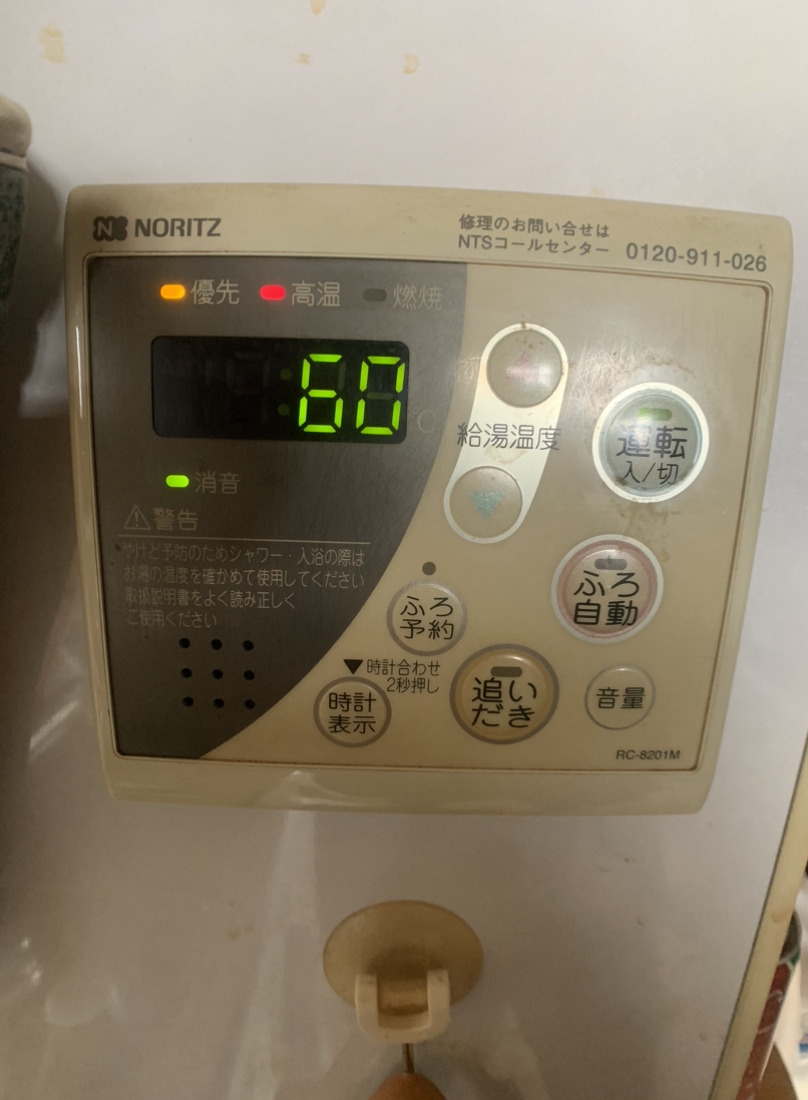 NORITZ
修理のお問い合せは
NTSコールセンター 0120-911-026
優先 高温 燃焼
60
℃
給湯温度
運転
入/切
消音
警告
やけど予防のためシャワー・入浴の際は
お湯の温度を確かめて使用してください
取扱説明書をよく読み正しく
ご使用ください
ふろ
自動
ふろ
予約
▼時計合わせ
2秒押し
時計
表示
追い
だき
音量
RC-8201M